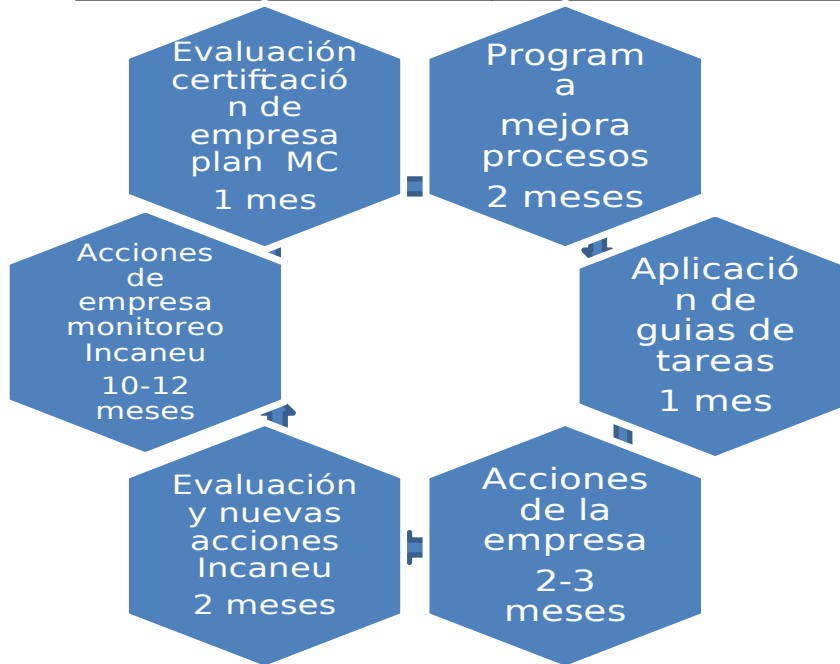 Evaluación
certificació
n de
empresa
plan MC
1 mes
Program
a
mejora
procesos
2 meses
Aplicació
n de
guias de
tareas
1 mes
Acciones
de la
empresa
2-3
meses
Evaluación
y nuevas
acciones
Incaneu
2 meses
Acciones
de
empresa
monitoreo
Incaneu
10-12
meses